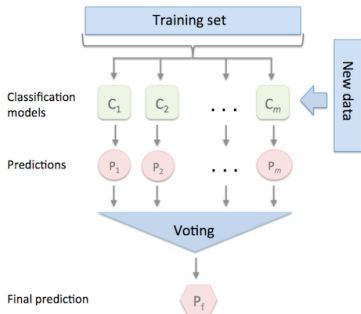 Training set
New data
Classification
models
C1 C2 . . . Cm
Predictions
P1 P2 . . . Pm
Voting
Final prediction
Pf